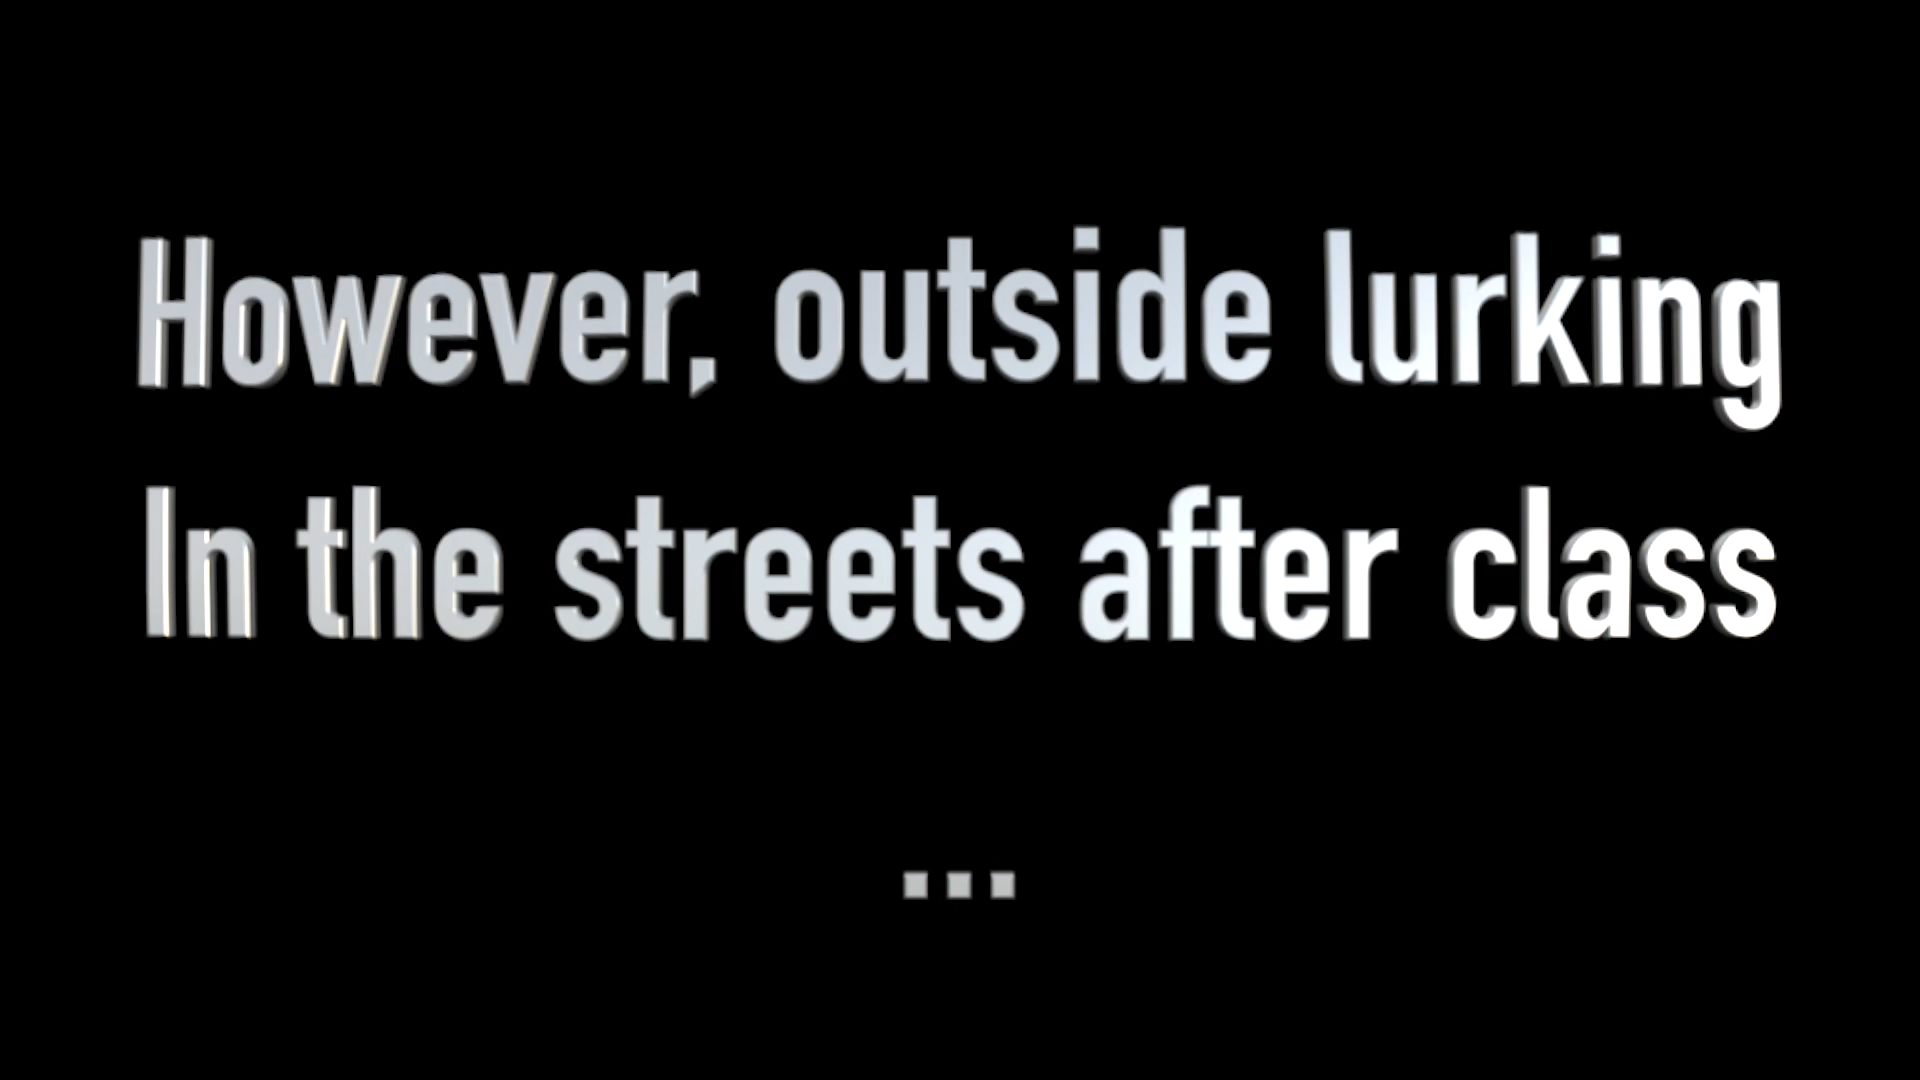 However, outside lurking
In the streets after class
...